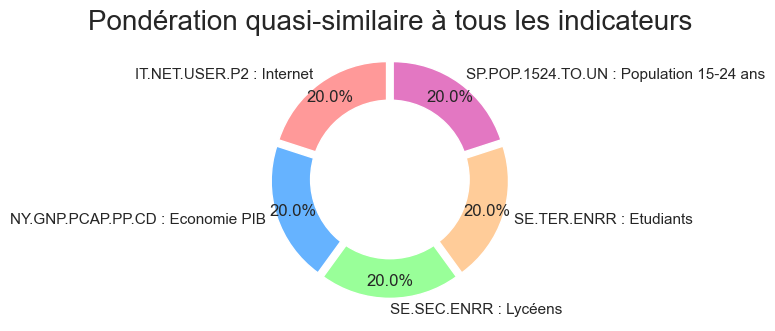 Pondération quasi-similaire à tous les indicateurs
IT.NET.USER.P2 : Internet
SP.POP.1524.TO.UN : Population 15-24 ans
20.0%
20.0%
NY.GNP.PCAP.PP.CD : Economie PIB
20.0%
20.0%
SE.TER.ENRR : Etudiants
20.0%
SE.SEC.ENRR : Lycéens